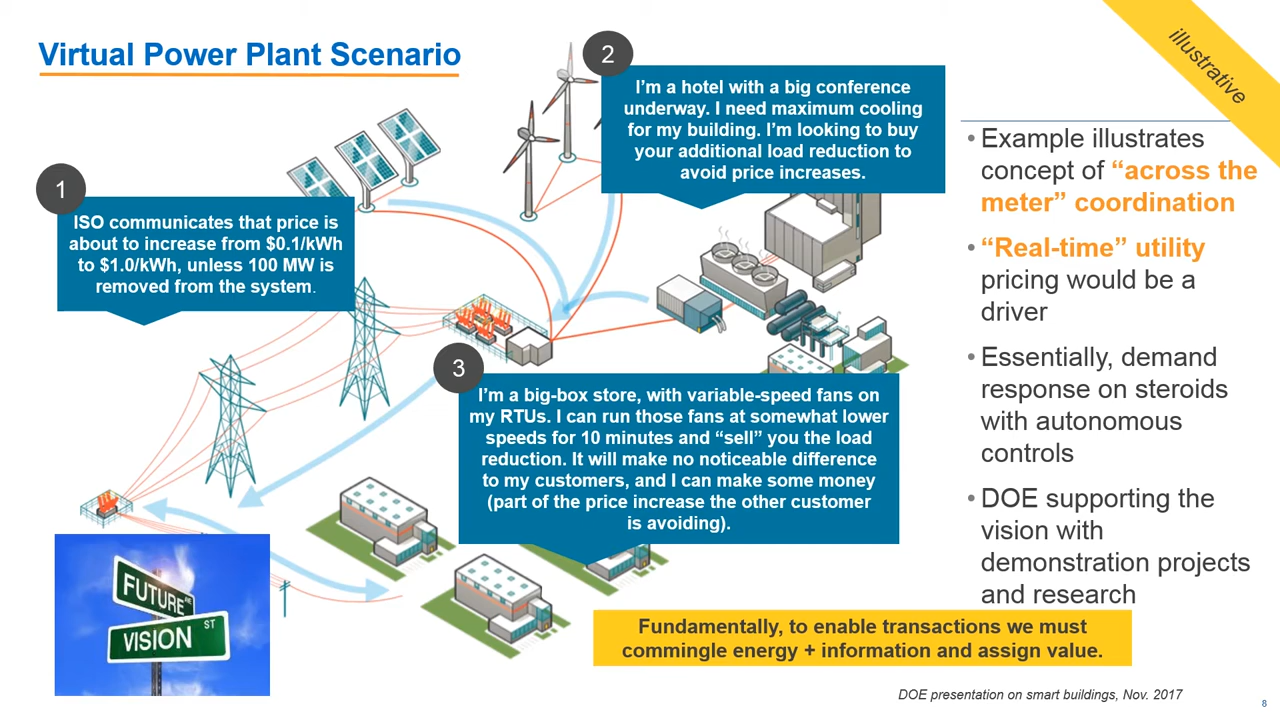 Virtual Power Plant Scenario
illustrative
1
ISO communicates that price is
about to increase from $0.1/kWh
to $1.0/kWh, unless 100 MW is
removed from the system.
2
I’m a hotel with a big conference
underway. I need maximum cooling
for my building. I’m looking to buy
your additional load reduction to
avoid price increases.
3
I’m a big-box store, with variable-speed fans on
my RTUs. I can run those fans at somewhat lower
speeds for 10 minutes and “sell” you the load
reduction. It will make no noticeable difference
to my customers, and I can make some money
(part of the price increase the other customer
is avoiding).
• Example illustrates
concept of “across the
meter” coordination
• “Real-time” utility
pricing would be a
driver
• Essentially, demand
response on steroids
with autonomous
controls
• DOE supporting the
vision with
demonstration projects
and research
FUTURE AVE
VISION ST
Fundamentally, to enable transactions we must
commingle energy + information and assign value.
DOE presentation on smart buildings, Nov. 2017
8